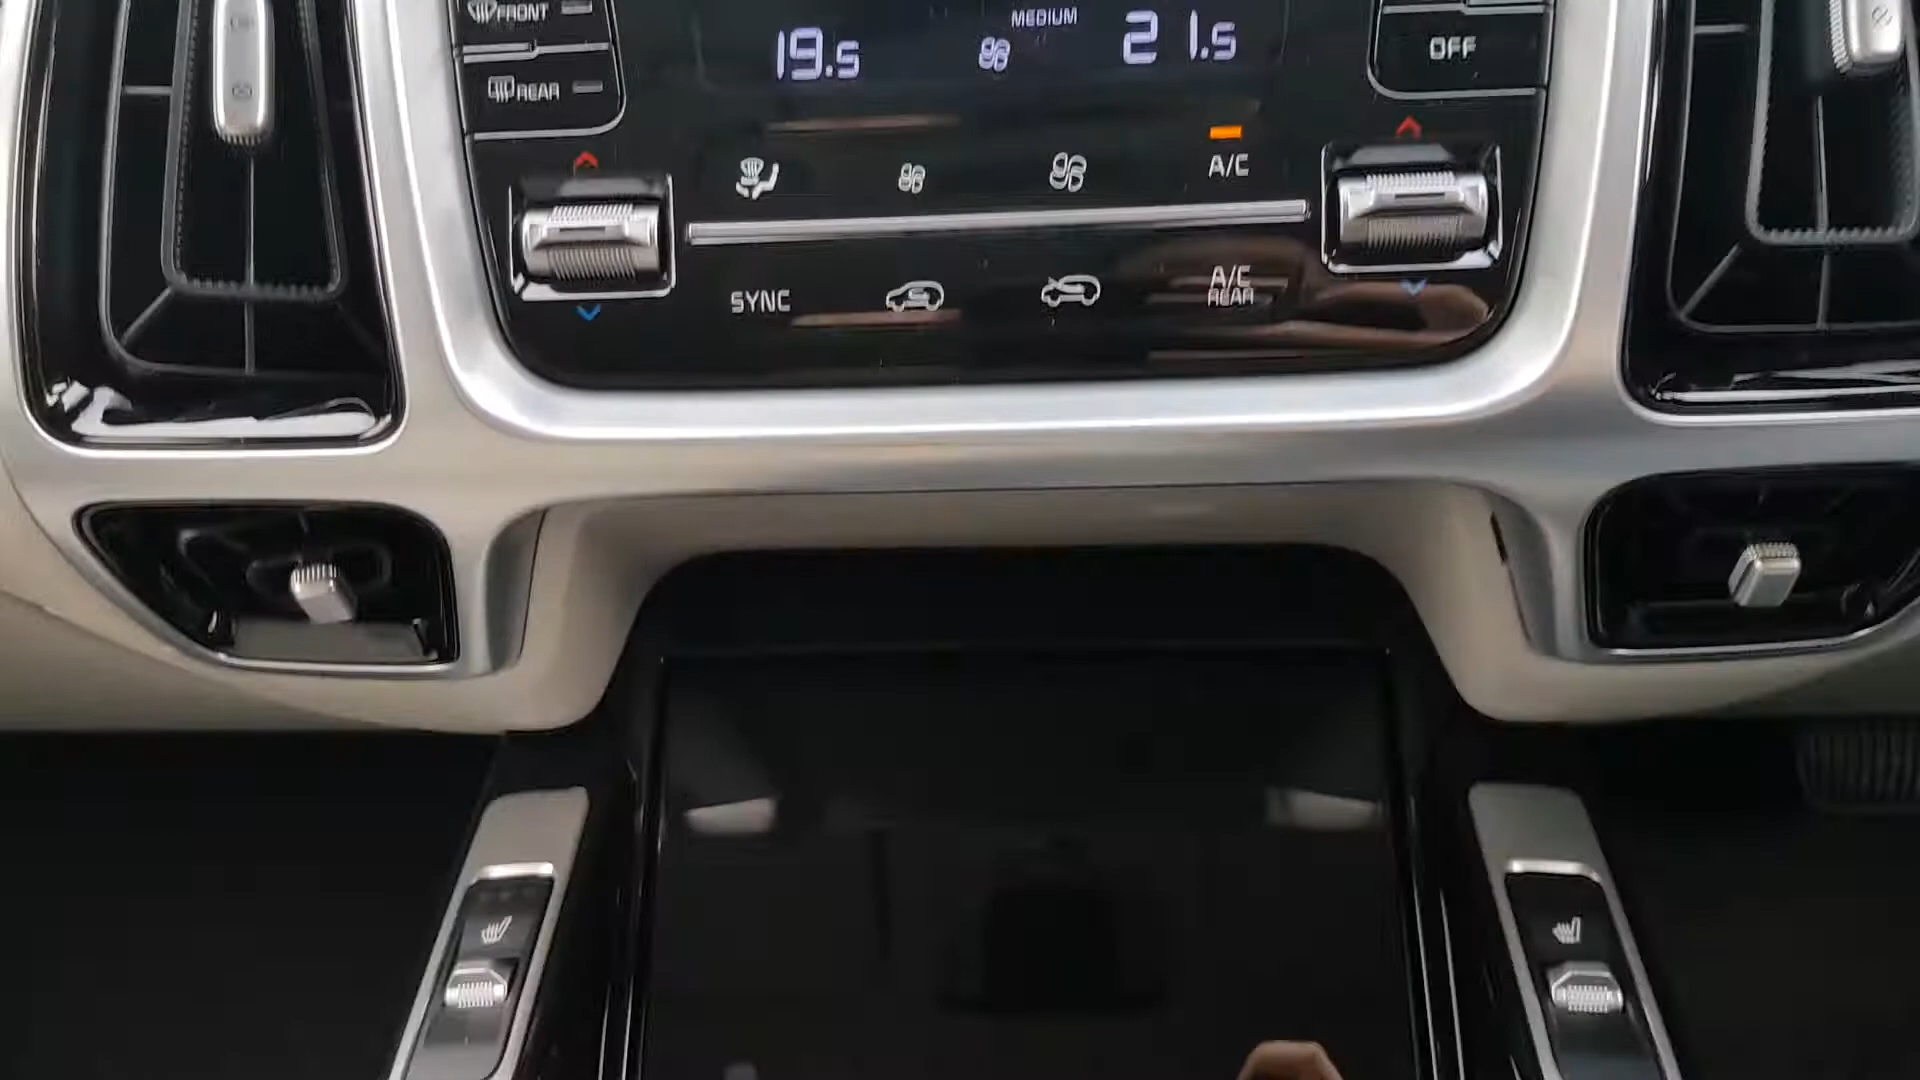 FRONT
MEDIUM
19.5
21.5
OFF
REAR
A/C
SYNC
A/C
REAR